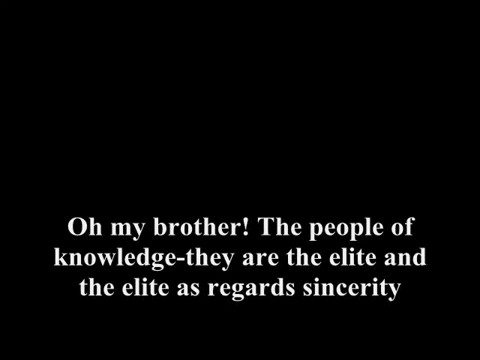 Oh my brother! The people of
knowledge-they are the elite and
the elite as regards sincerity